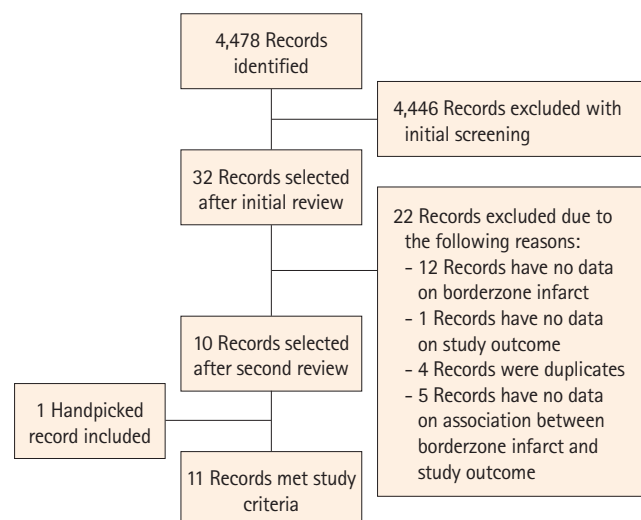 4,478 Records
identified
4,446 Records excluded with
initial screening
32 Records selected
after initial review
22 Records excluded due to
the following reasons:
- 12 Records have no data
on borderzone infarct
- 1 Records have no data
on study outcome
- 4 Records were duplicates
- 5 Records have no data
on association between
borderzone infarct and
study outcome
10 Records selected
after second review
1 Handpicked
record included
11 Records met study
criteria